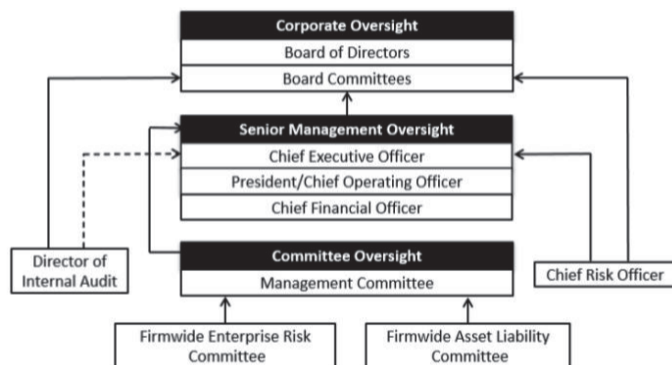 Corporate Oversight
Board of Directors
Board Committees
Senior Management Oversight
Chief Executive Officer
President/Chief Operating Officer
Chief Financial Officer
Director of
Internal Audit
Committee Oversight
Management Committee
Chief Risk Officer
Firmwide Enterprise Risk
Committee
Firmwide Asset Liability
Committee